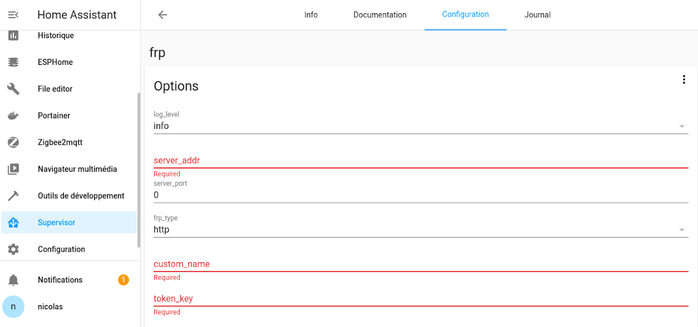 Home Assistant
Info
Documentation
Configuration
Journal
Historique
ESPHome
File editor
Portainer
Zigbee2mqtt
Navigateur multimédia
Outils de développement
Supervisor
Configuration
Notifications
1
n
nicolas
frp
Options
log_level
info
server_addr
Required
server_port
0
frp_type
http
custom_name
Required
token_key
Required